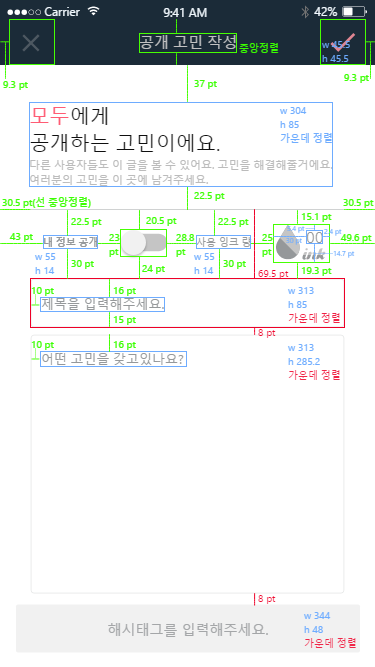 Carrier 9:41 AM 42%
공개 고민 작성
중앙정렬
w 45.5
h 45.5
9.3 pt
9.3 pt
37 pt
모두에게
공개하는 고민이에요.
w 304
h 85
가운데 정렬
다른 사용자들도 이 글을 볼 수 있어요. 고민을 해결해줄거에요.
여러분의 고민을 이 곳에 남겨주세요.
22.5 pt
30.5 pt(선 중앙정렬)
30.5 pt
22.5 pt
20.5 pt
22.5 pt
15.1 pt
43 pt
내 정보 공개
23 pt
28.8 pt
사용 잉크 량
25 pt
00
ink
2.4 pt
14.7 pt
49.6 pt
w 55
h 14
30 pt
24 pt
w 55
h 14
30 pt
69.5 pt
19.3 pt
10 pt
16 pt
제목을 입력해주세요.
15 pt
w 313
h 85
가운데 정렬
8 pt
10 pt
16 pt
어떤 고민을 갖고있나요?
w 313
h 285.2
가운데 정렬
8 pt
해시태그를 입력해주세요.
w 344
h 48
가운데 정렬